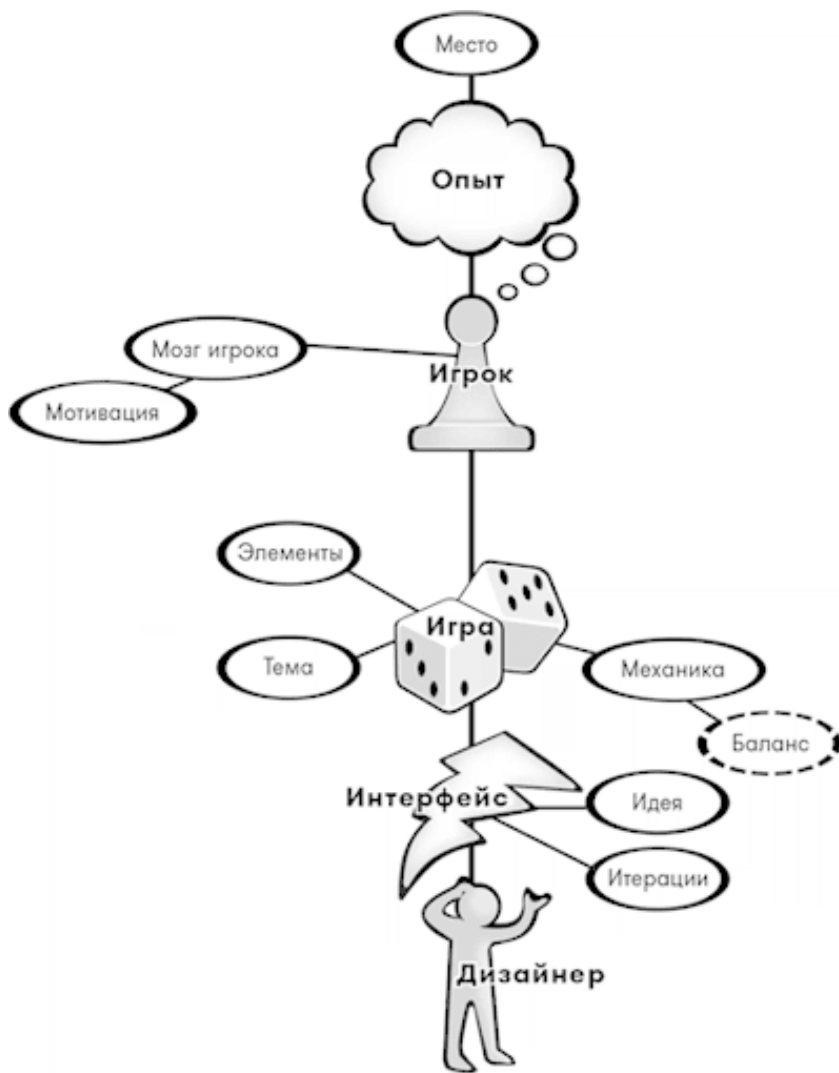 Место
Опыт
Мозг игрока
Игрок
Мотивация
Элементы
Игра
Тема
Механика
Баланс
Интерфейс
Идея
Итерации
Дизайнер